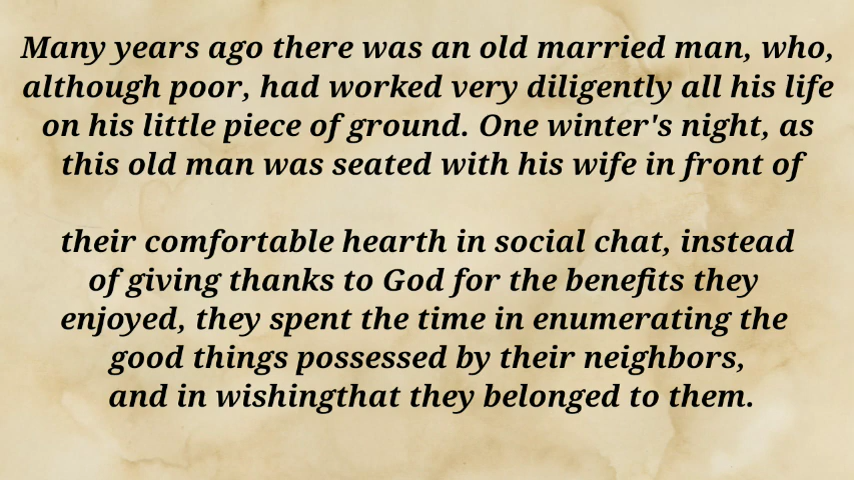 Many years ago there was an old married man, who,
although poor, had worked very diligently all his life
on his little piece of ground. One winter's night, as
this old man was seated with his wife in front of
their comfortable hearth in social chat, instead
of giving thanks to God for the benefits they
enjoyed, they spent the time in enumerating the
good things possessed by their neighbors,
and in wishingthat they belonged to them.